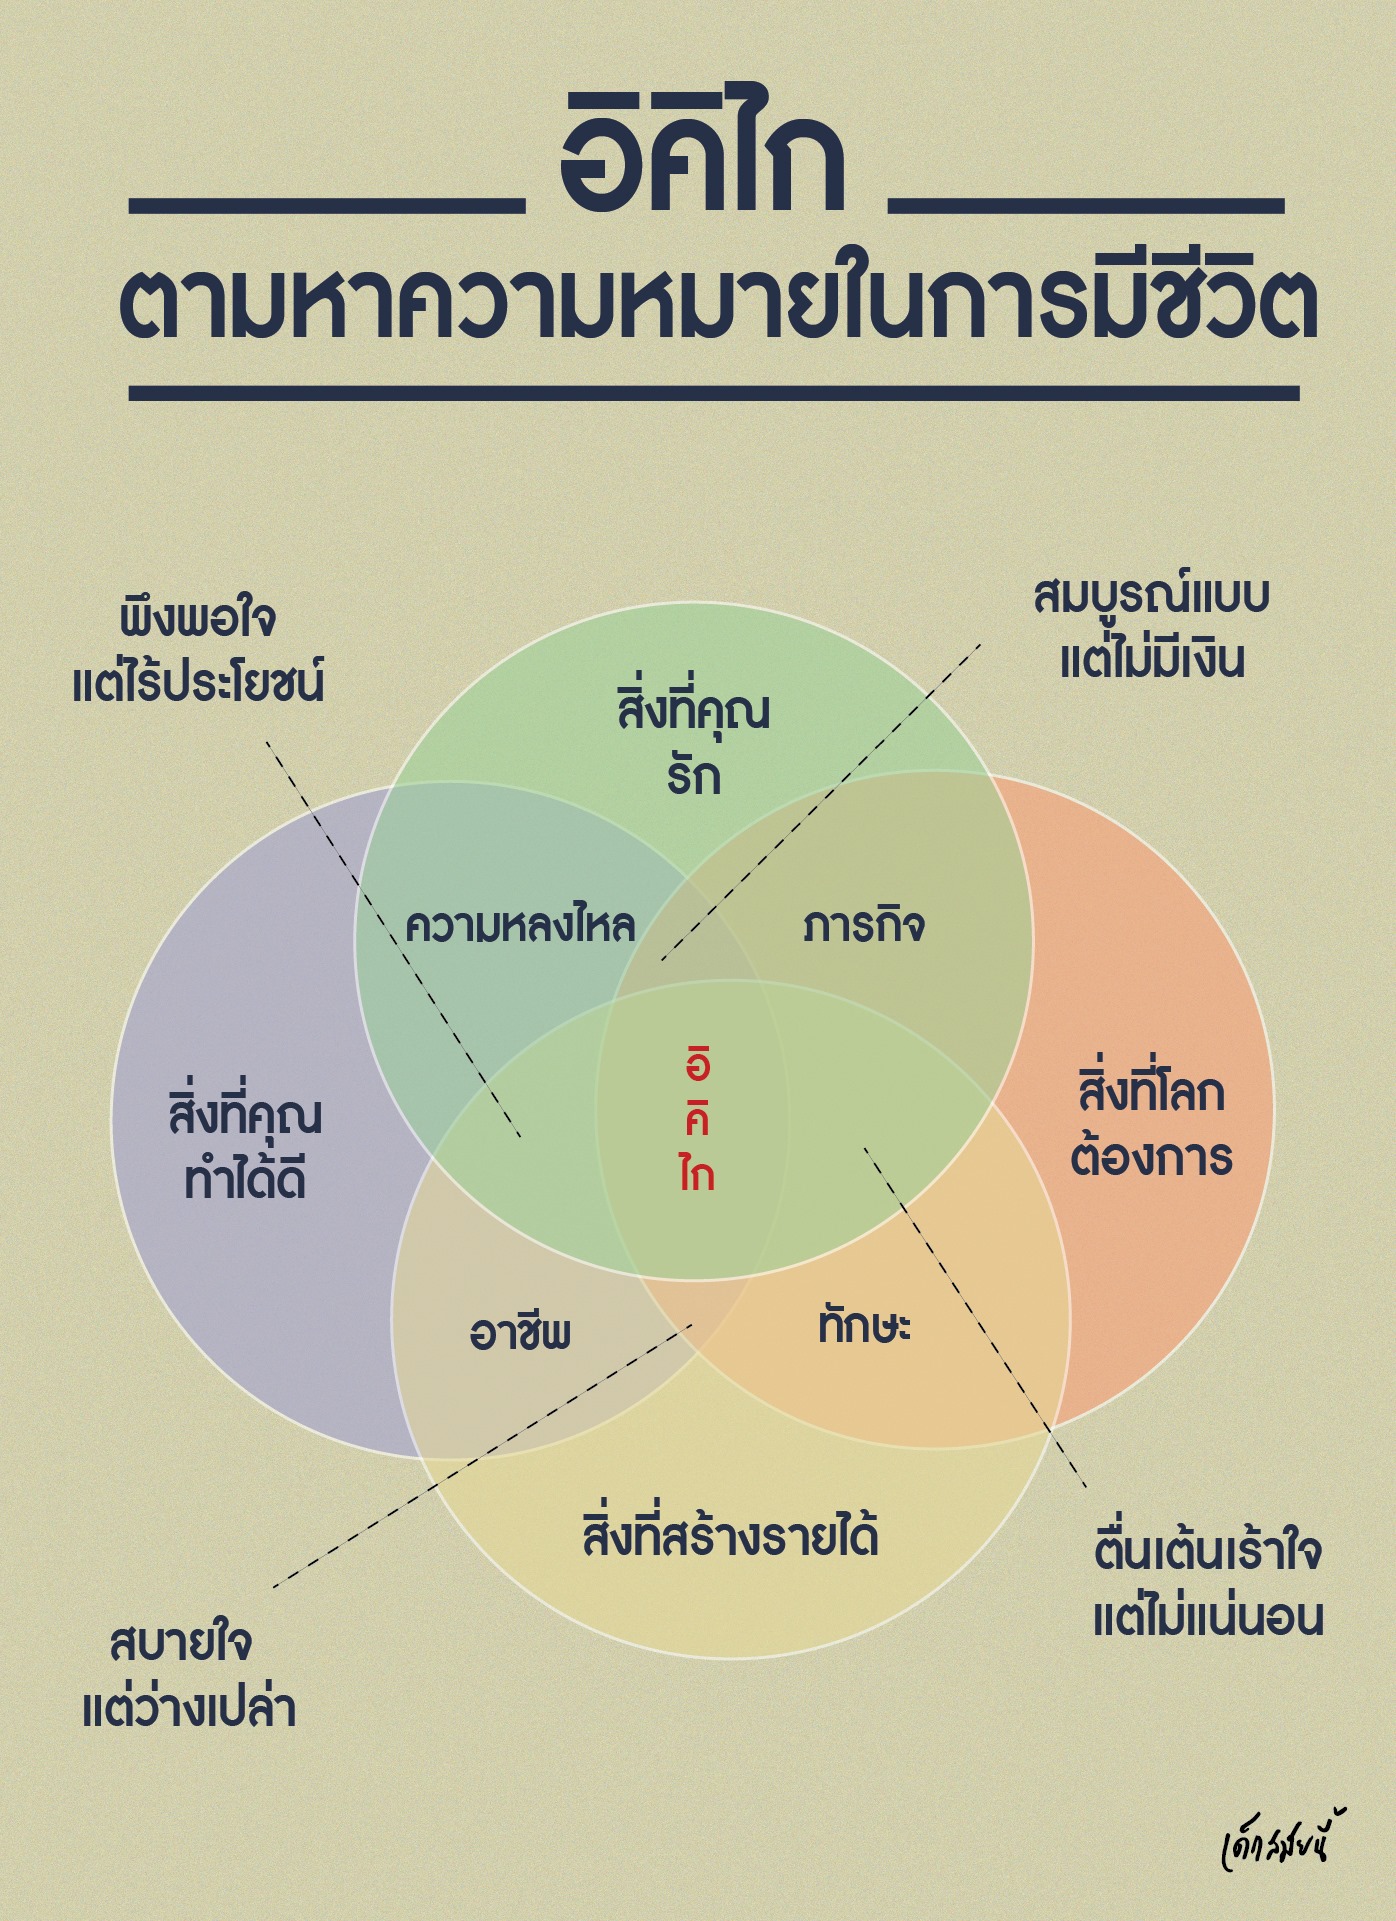 อิคิไก
ตามหาความหมายในการมีชีวิต
พึงพอใจ
แต่ไร้ประโยชน์
สมบูรณ์แบบ
แต่ไม่มีเงิน
สิ่งที่คุณ
รัก
ความหลงไหล
ภารกิจ
สิ่งที่คุณ
ทำได้ดี
อิ
คิ
ไก
สิ่งที่โลก
ต้องการ
อาชีพ
ทักษะ
สิ่งที่สร้างรายได้
ตื่นเต้นเร้าใจ
แต่ไม่แน่นอน
สบายใจ
แต่ว่างเปล่า
เด็กสมัยนี้